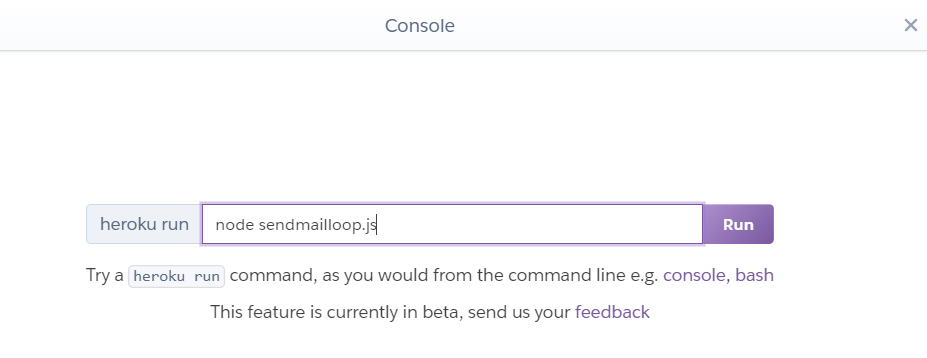 Console ×
heroku run node sendmailloop.js Run
Try a heroku run command, as you would from the command line e.g. console, bash
This feature is currently in beta, send us your feedback